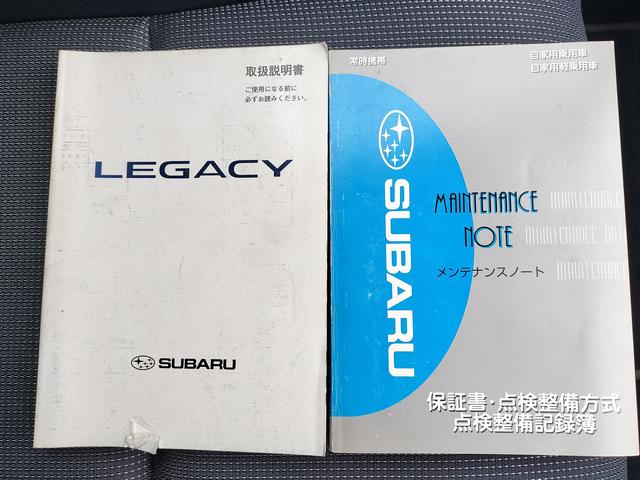 取扱説明書
ご使用になる前に
必ずお読みください。
LEGACY
SUBARU
常時携帯
自家用乗用車
自家用軽乗用車
SUBARU
MAINTENANCE MAINTENANCE
NOTE MAINTENANCE NOTE
メンテナンスノート MAINTENANCE
保証書・点検整備方式
点検整備記録簿